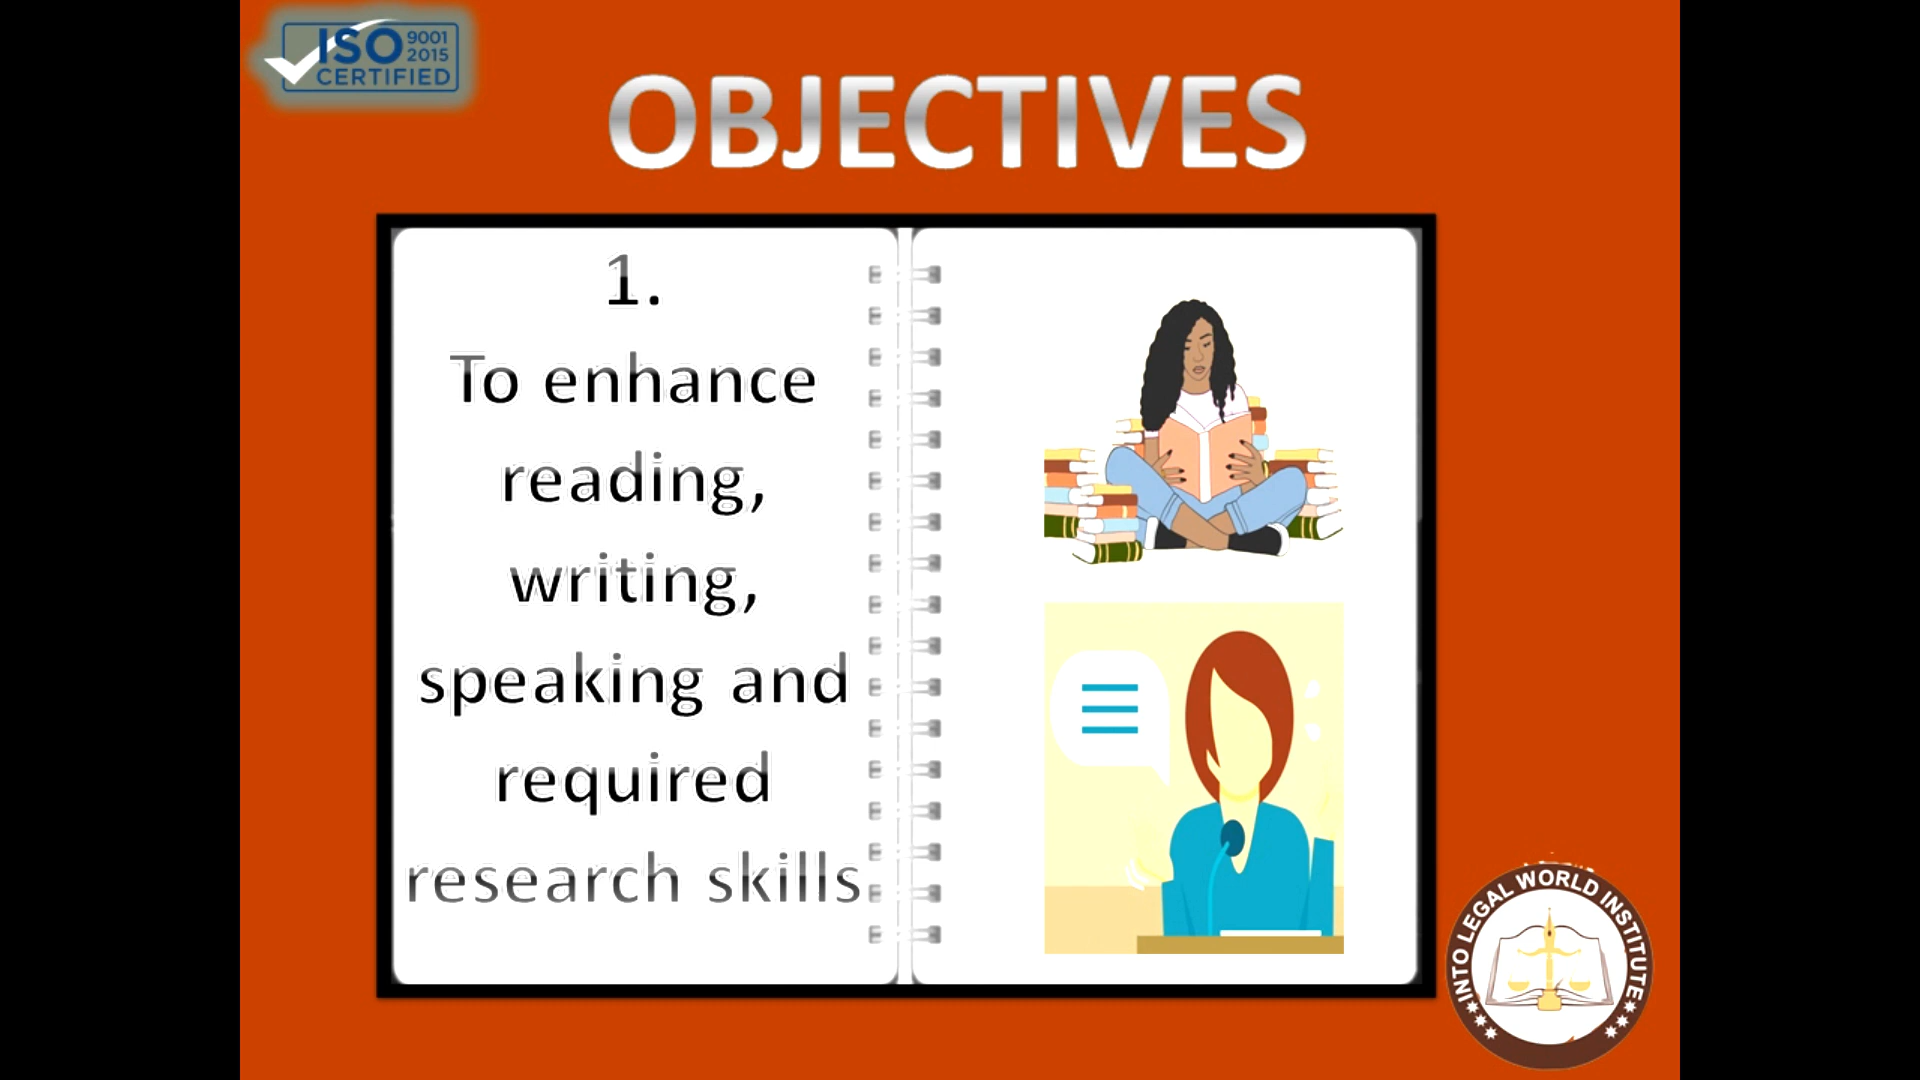 ISO 9001
2015
CERTIFIED
OBJECTIVES
1.
To enhance
reading,
writing,
speaking and
required
research skills
INTO LEGAL WORLD INSTITUTE